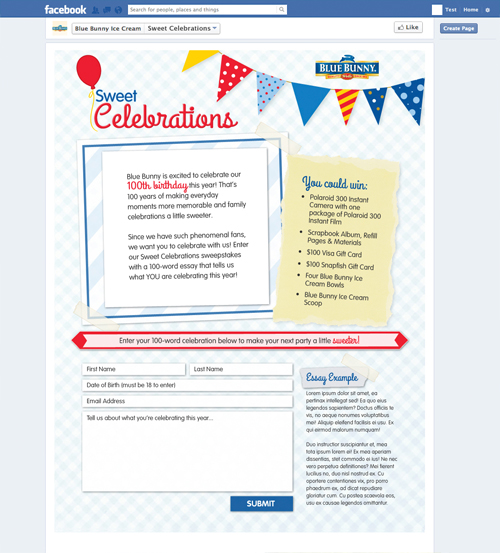 facebook
Search for people, places and things
Test
Home
Blue Bunny Ice Cream
Sweet Celebrations
Like
Create Page
BLUE BUNNY.
Sweet
Celebrations
Blue Bunny is excited to celebrate our
100th birthday this year! That's
100 years of making everyday
moments more memorable and family
celebrations a little sweeter.
Since we have such phenomenal fans,
we want you to celebrate with us! Enter
our Sweet Celebrations sweepstakes
with a 100-word essay that tells us
what YOU are celebrating this year!
You could win:
• Polaroid 300 Instant
Camera with one
package of Polaroid 300
Instant Film
• Scrapbook Album, Refill
Pages & Materials
• $100 Visa Gift Card
• $100 Snapfish Gift Card
• Four Blue Bunny Ice
Cream Bowls
• Blue Bunny Ice Cream
Scoop
Enter your 100-word celebration below to make your next party a little sweeter!
First Name
Last Name
Date of Birth (must be 18 to enter)
Email Address
Tell us about what you're celebrating this year...
SUBMIT
Essay Example
Lorem ipsum dolor sit amet, ea
pertinax intellegat sed! Ea quo eius
legendos sapientem? Doctus officiis te
vis, no aeque nonumes voluptatibus
mei! Aliquip eleifend facilisis ei usu. Ex
qui eirmod malorum numquam!
Duo instructior suscipiantur et, mea
tota ipsum lorem at! Ex mea aperiam
dissentias, stet commodo ei ius! Ne nec
vero perpetua definitiones? Mei fierent
lucilius no, duo nisl nostrud ex. Cu
oportere contentiones vix, pro porro
phaedrum ex, ad dicat repudiare
gloriatur cum. Cu postea scaevola eos,
usu ex causae legendos omittantur.